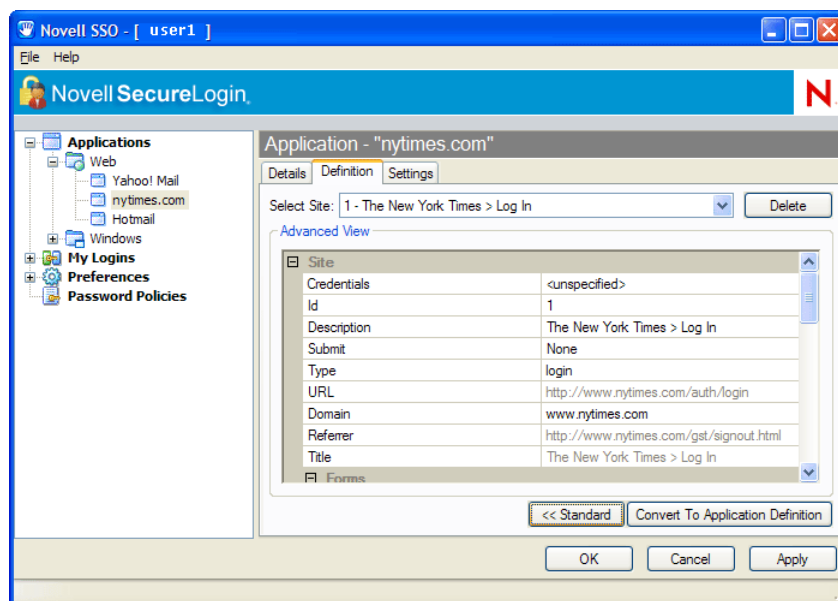 Novell SSO - [ user1 ]
File Help
Novell SecureLogin®
N
Applications
Web
Yahoo! Mail
nytimes.com
Hotmail
Windows
My Logins
Preferences
Password Policies
Application - "nytimes.com"
Details Definition Settings
Select Site: 1 - The New York Times > Log In Delete
Advanced View
Site
Credentials <unspecified>
Id 1
Description The New York Times > Log In
Submit None
Type login
URL http://www.nytimes.com/auth/login
Domain www.nytimes.com
Referrer http://www.nytimes.com/gst/signout.html
Title The New York Times > Log In
Forms
<< Standard Convert To Application Definition
OK Cancel Apply